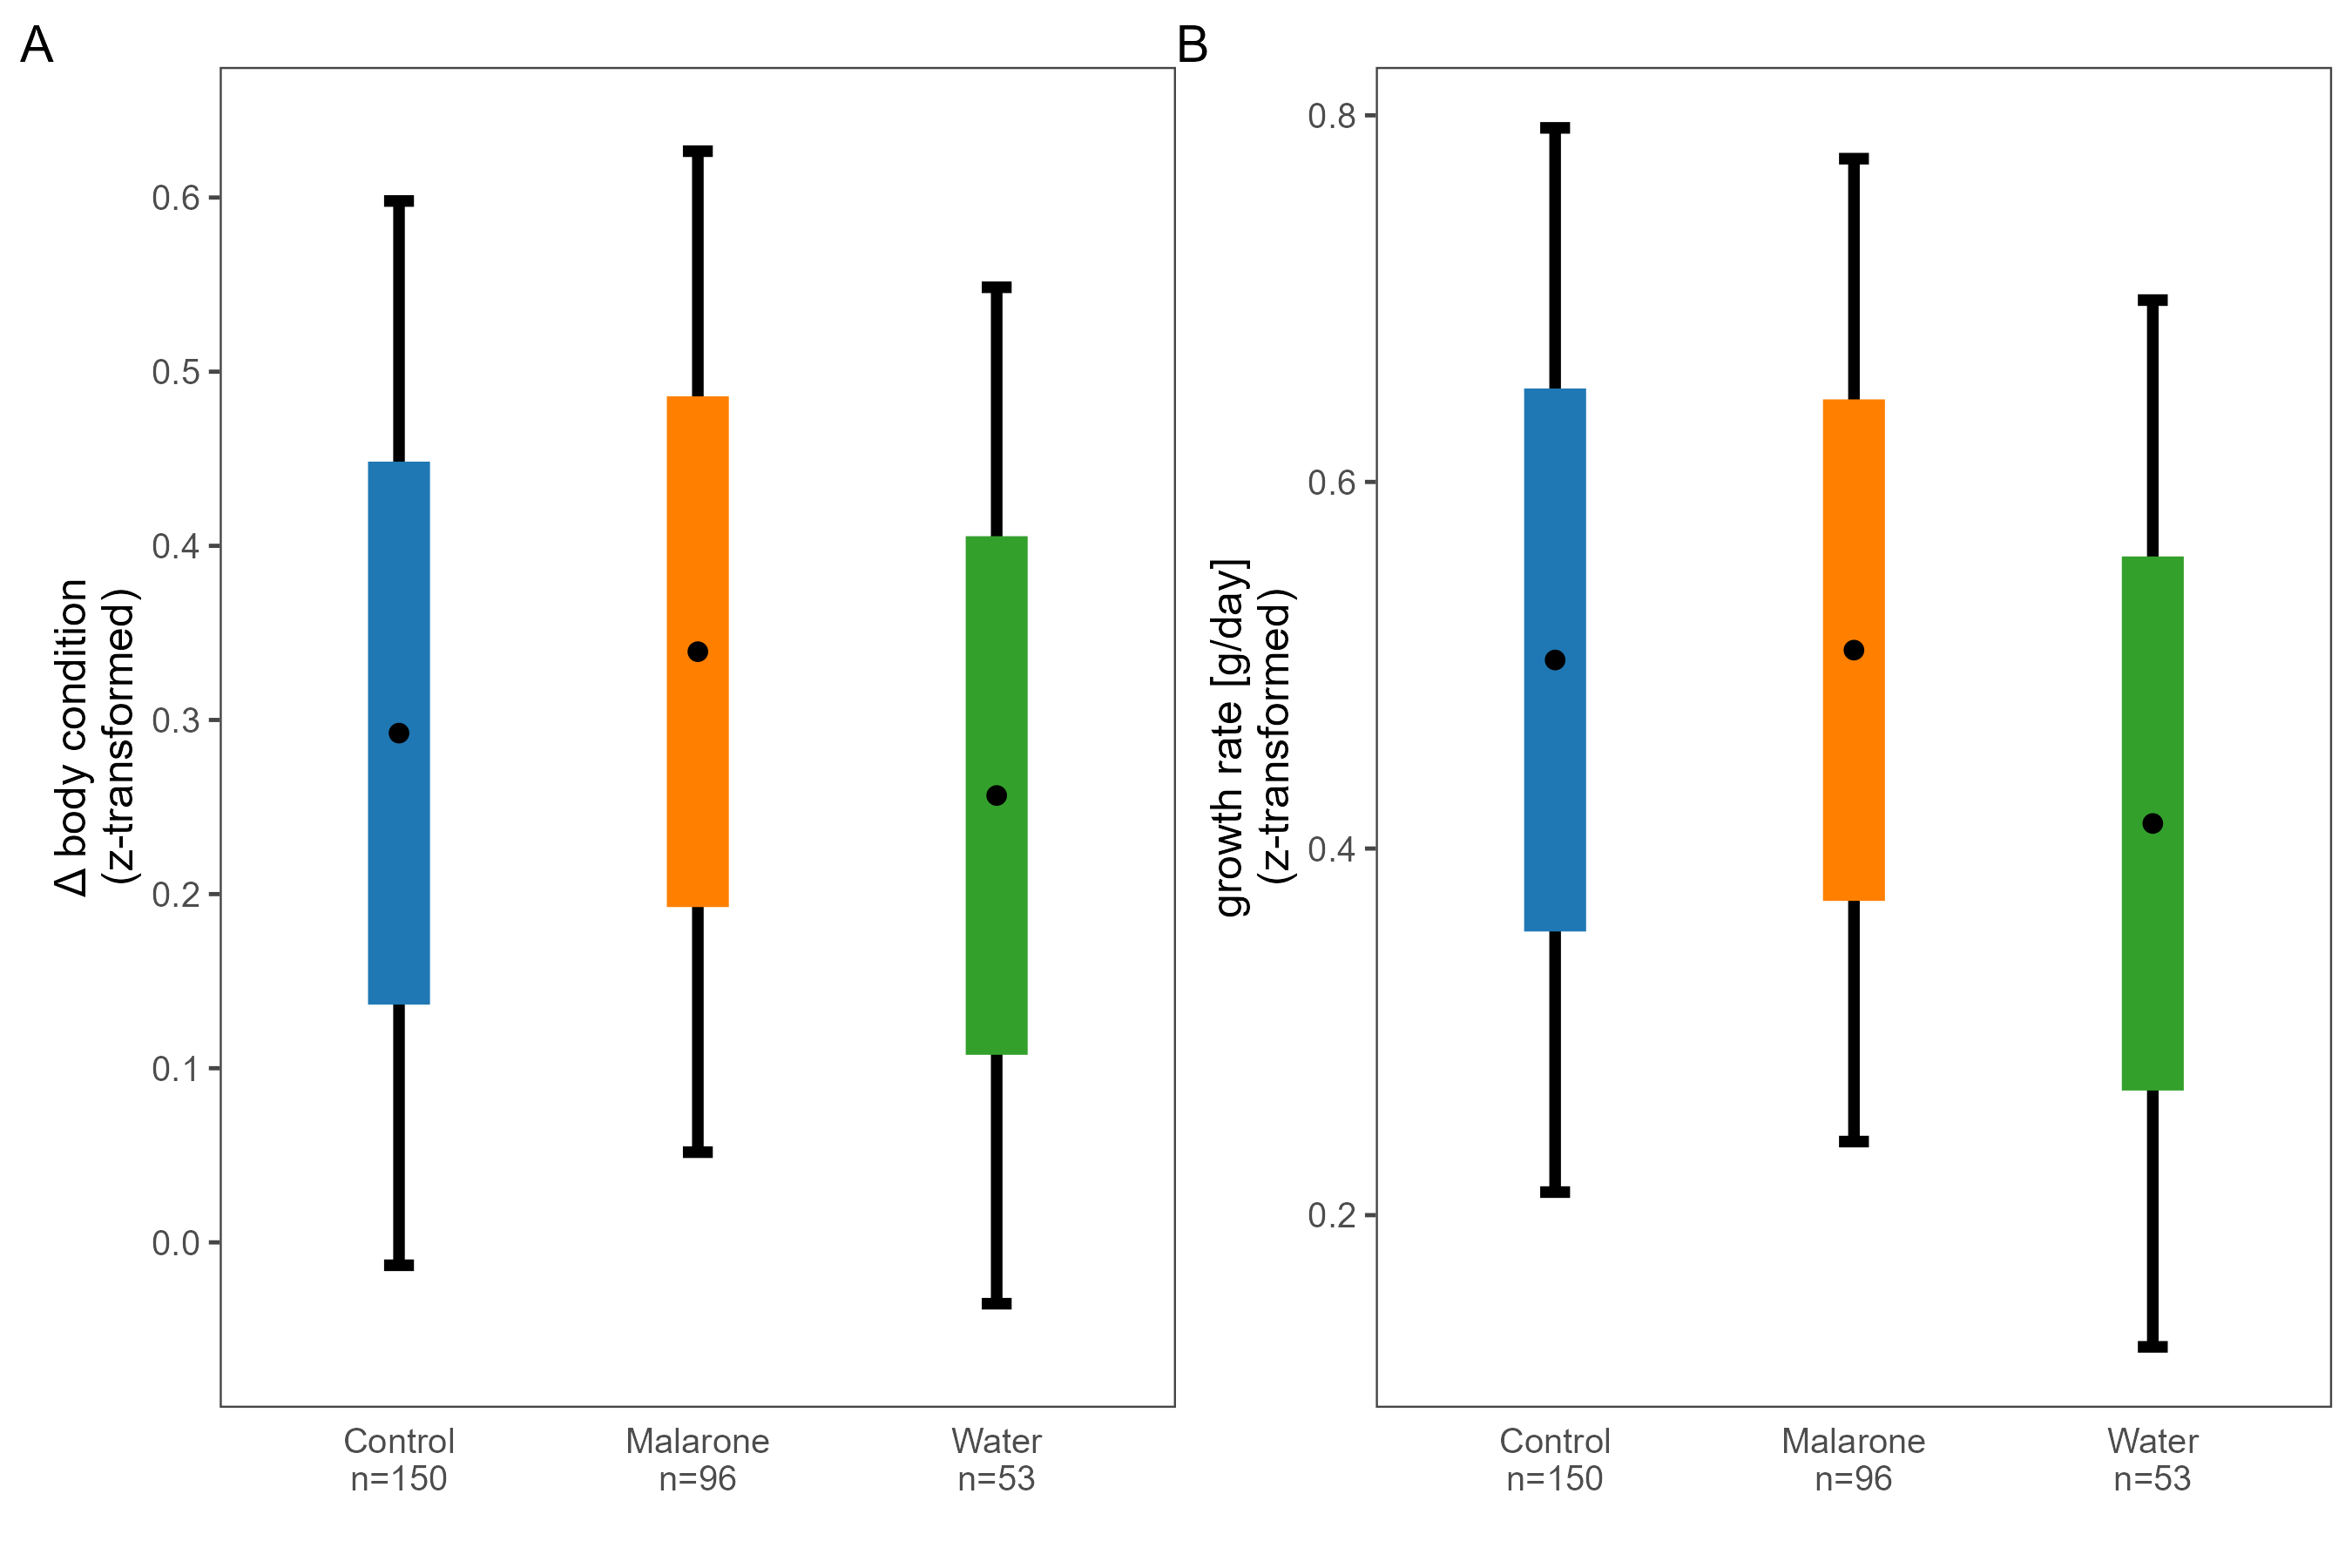 A
Δ body condition
(z-transformed)
0.6
0.5
0.4
0.3
0.2
0.1
0.0
Control
n=150
Malarone
n=96
Water
n=53
B
growth rate [g/day]
(z-transformed)
0.8
0.6
0.4
0.2
Control
n=150
Malarone
n=96
Water
n=53